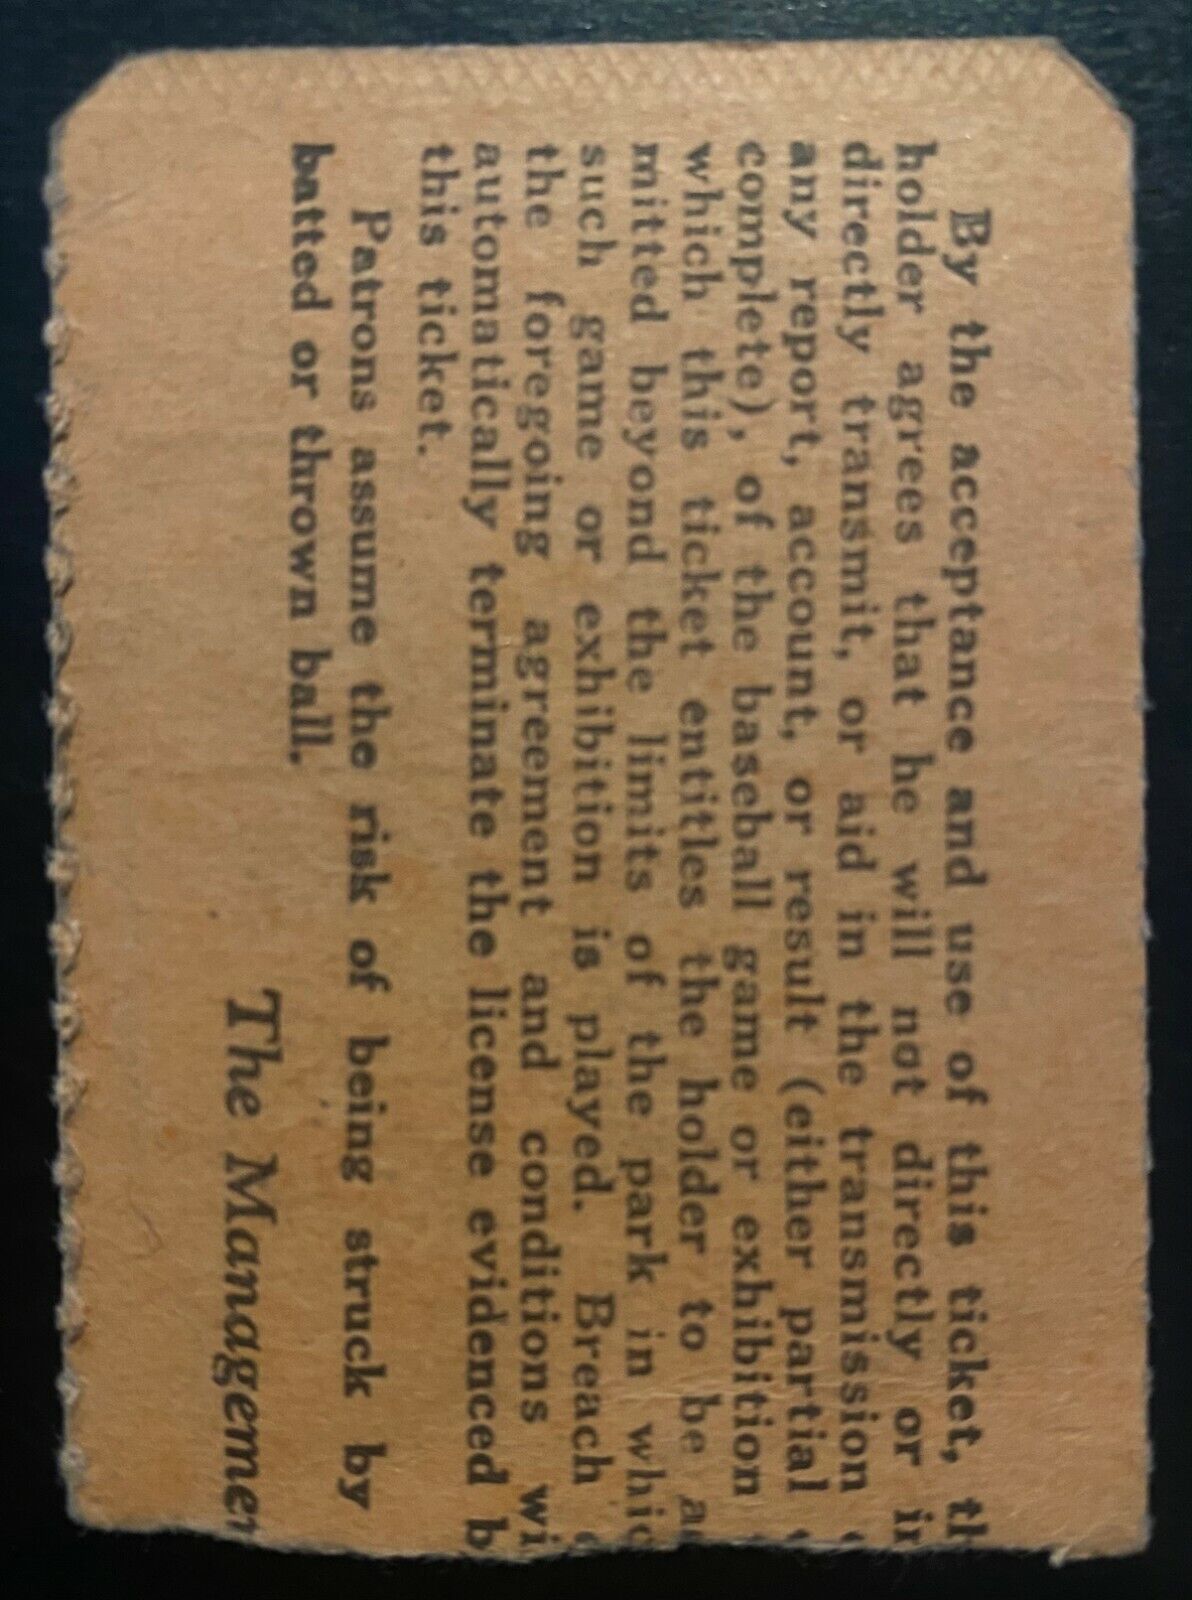 By the acceptance and use of this ticket, th
holder agrees that he will not directly or in
directly transmit, or aid in the transmission
any report, account, or result (either partial
complete), of the baseball game or exhibition
which this ticket entitles the holder to be a
mitted beyond the limits of the park in whic
such game or exhibition is played. Breach
the foregoing agreement and conditions wi
automatically terminate the license evidenced b
this ticket.
Patrons assume the risk of being struck by
batted or thrown ball.
The Managemen